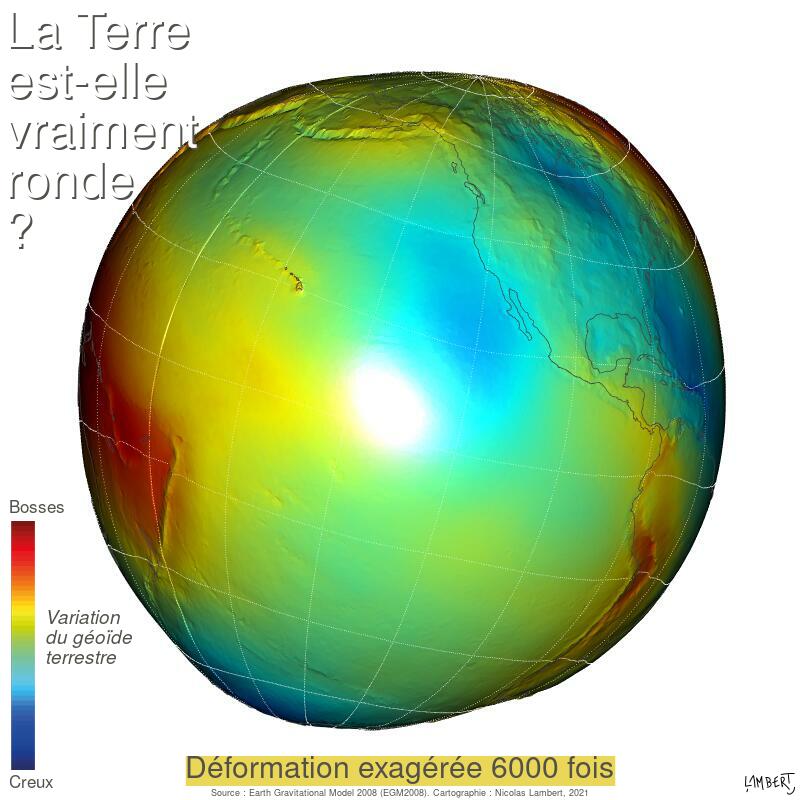 La Terre
est-elle
vraiment
ronde
?
Bosses
Variation
du géoïde
terrestre
Creux
Déformation exagérée 6000 fois
Source : Earth Gravitational Model 2008 (EGM2008). Cartographie : Nicolas Lambert, 2021
LAMBERT